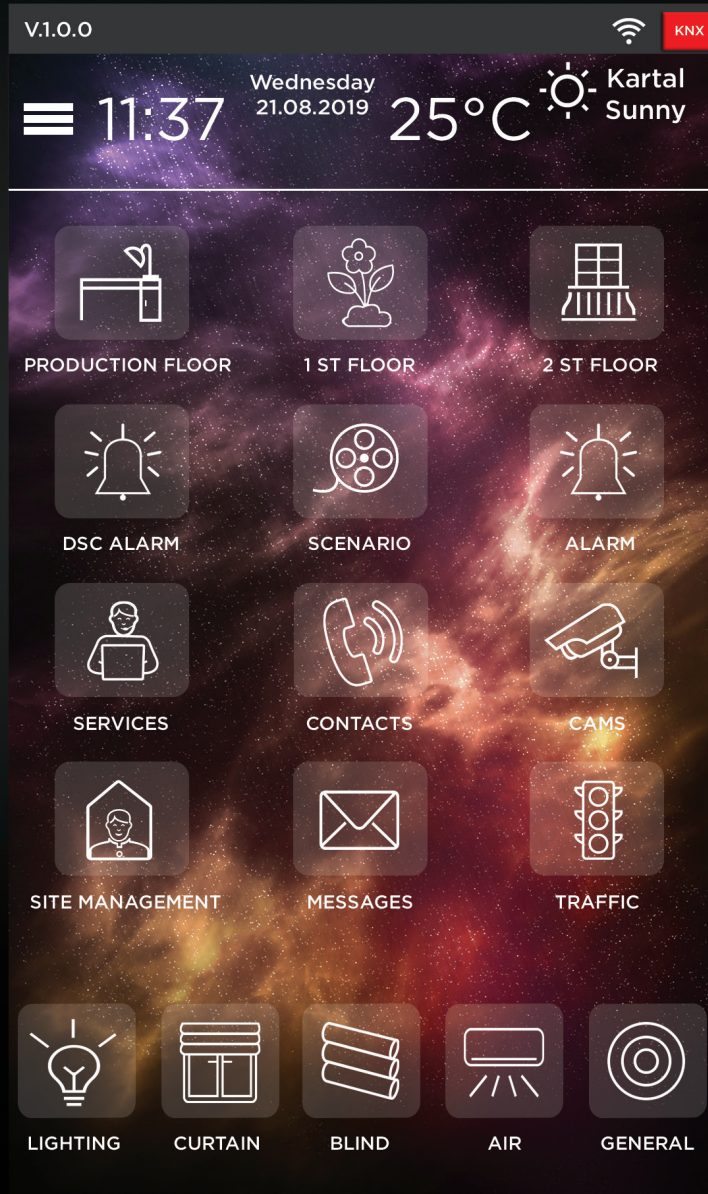 V.1.0.0
KNX
11:37
Wednesday
21.08.2019
25°C
Kartal
Sunny
PRODUCTION FLOOR
1 ST FLOOR
2 ST FLOOR
DSC ALARM
SCENARIO
ALARM
SERVICES
CONTACTS
CAMS
SITE MANAGEMENT
MESSAGES
TRAFFIC
LIGHTING
CURTAIN
BLIND
AIR
GENERAL